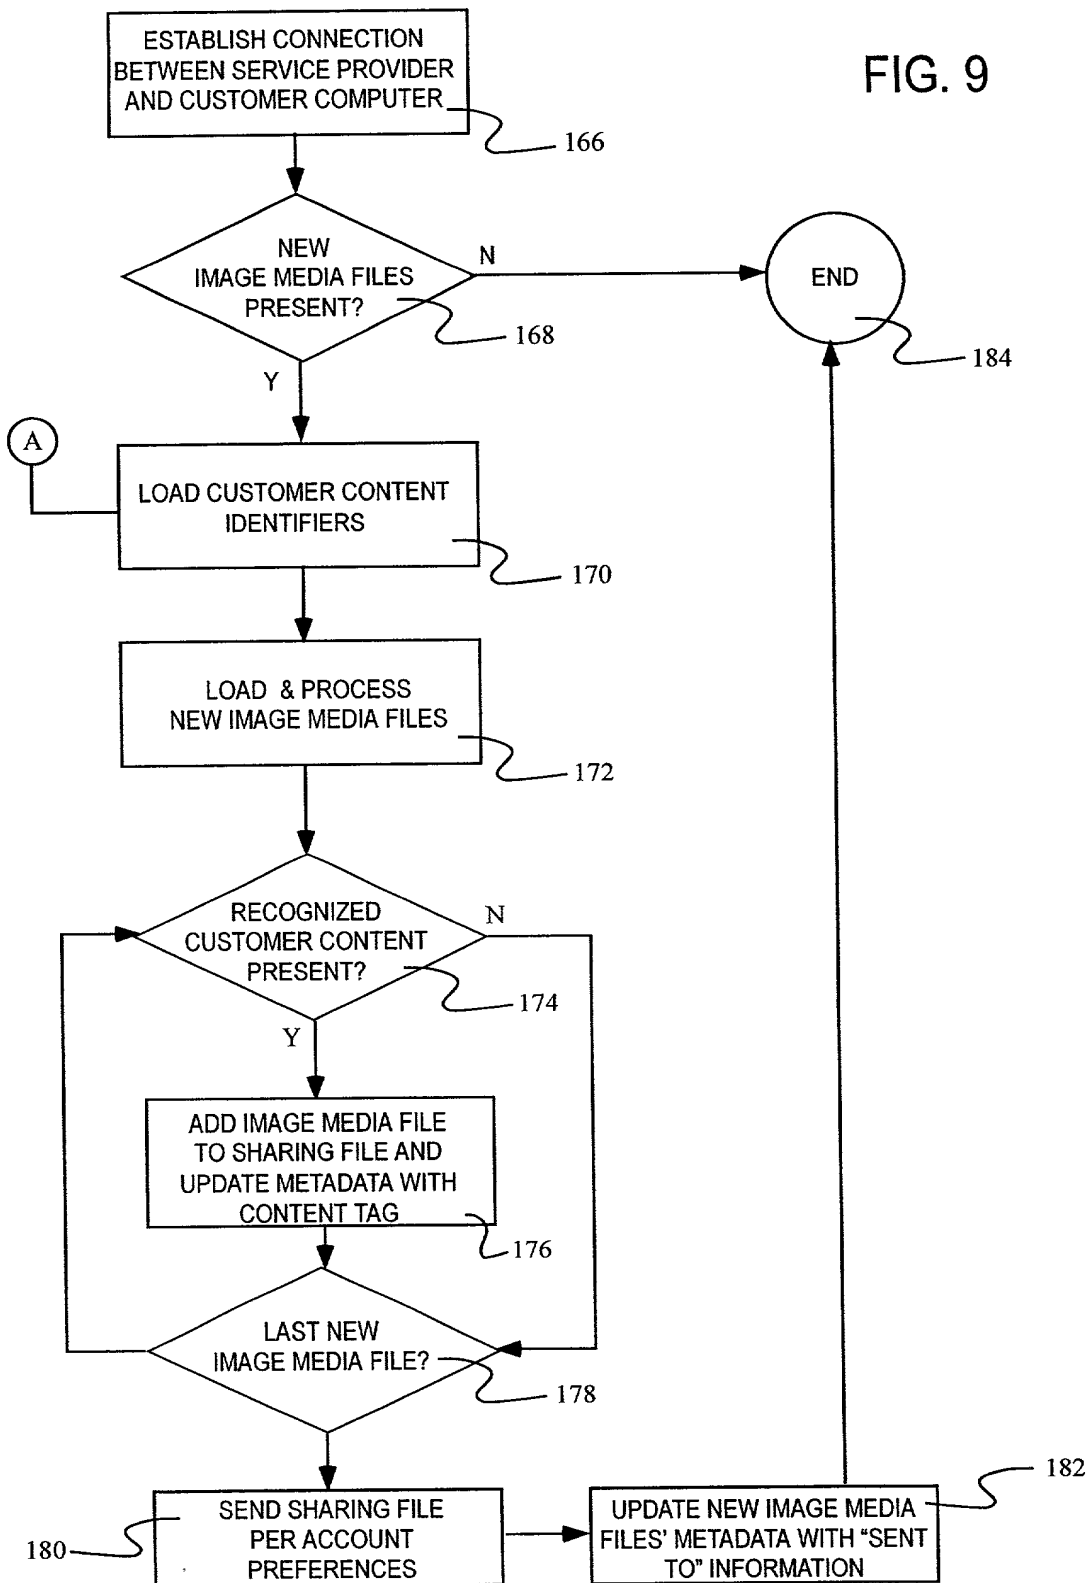 FIG. 9
ESTABLISH CONNECTION
BETWEEN SERVICE PROVIDER
AND CUSTOMER COMPUTER
166
NEW
IMAGE MEDIA FILES
PRESENT?
168
N
Y
END
184
A
LOAD CUSTOMER CONTENT
IDENTIFIERS
170
LOAD & PROCESS
NEW IMAGE MEDIA FILES
172
RECOGNIZED
CUSTOMER CONTENT
PRESENT?
174
N
Y
ADD IMAGE MEDIA FILE
TO SHARING FILE AND
UPDATE METADATA WITH
CONTENT TAG
176
LAST NEW
IMAGE MEDIA FILE?
178
SEND SHARING FILE
PER ACCOUNT
PREFERENCES
180
UPDATE NEW IMAGE MEDIA
FILES' METADATA WITH “SENT
TO” INFORMATION
182